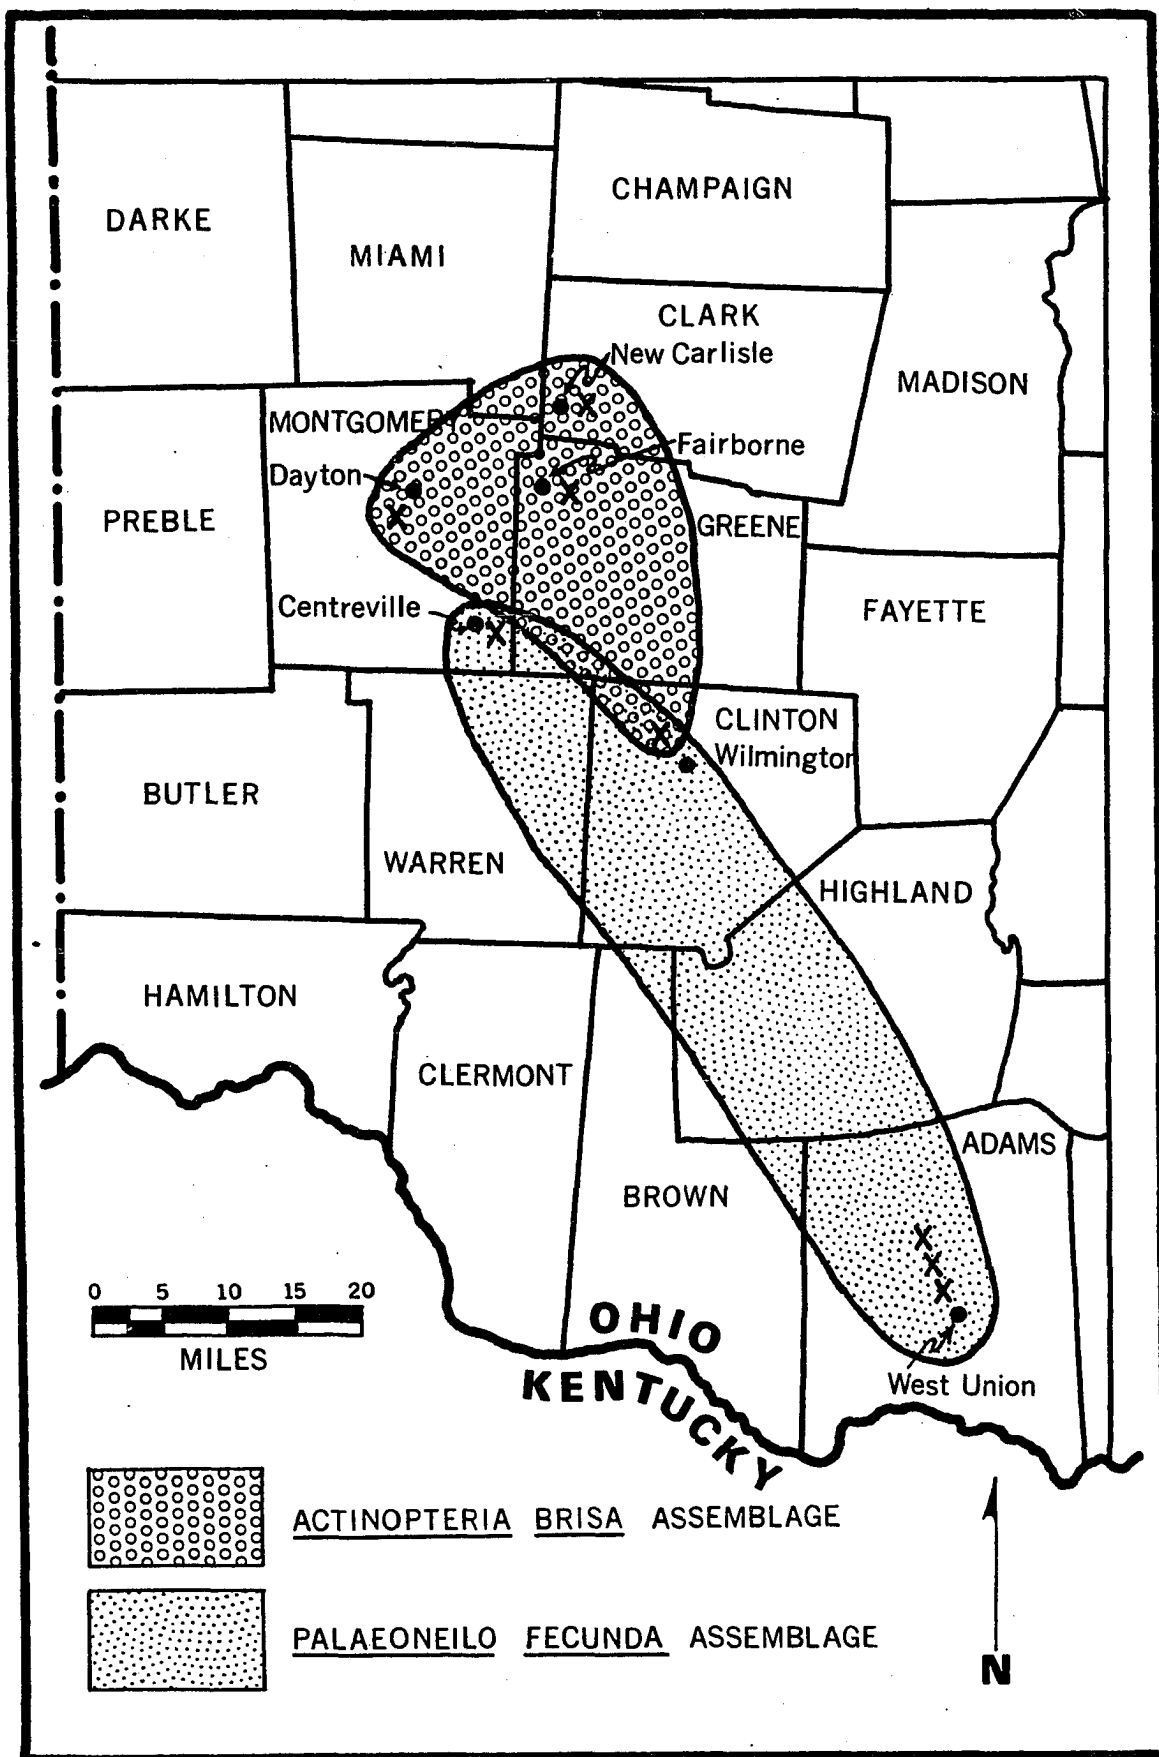 CHAMPAIGN
DARKE
MIAMI
CLARK
New Carlisle
MADISON
MONTGOMERY
Fairborne
Dayton
PREBLE
GREENE
Centreville
FAYETTE
CLINTON
Wilmington
BUTLER
WARREN
HIGHLAND
HAMILTON
CLERMONT
ADAMS
BROWN
X
X
X
X
X
X
X
X
0 5 10 15 20
MILES
OHIO
KENTUCKY
West Union
ACTINOPTERIA BRISA ASSEMBLAGE
PALAEONEILO FECUNDA ASSEMBLAGE
N